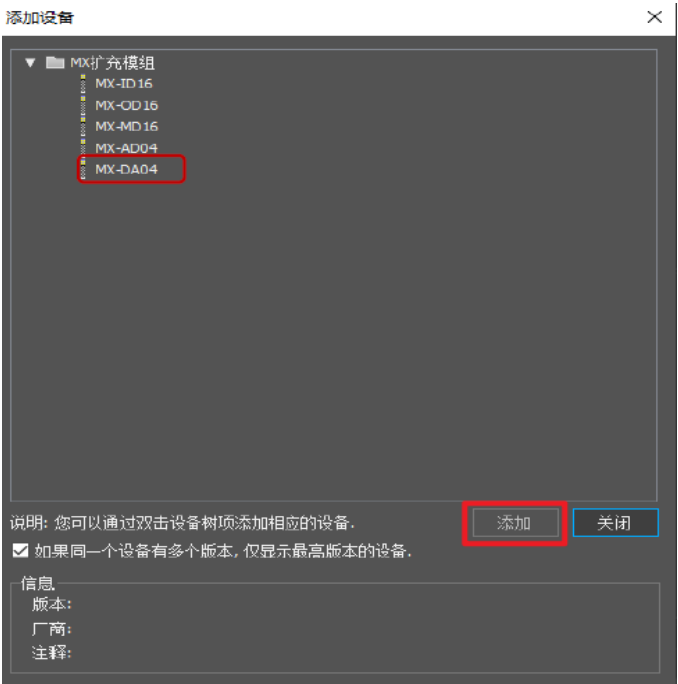 添加设备
MX扩充模组
MX-ID16
MX-OD16
MX-MD16
MX-AD04
MX-DA04
说明: 您可以通过双击设备树项添加相应的设备.
添加
关闭
如果同一个设备有多个版本, 仅显示最高版本的设备.
信息
版本:
厂商:
注释: